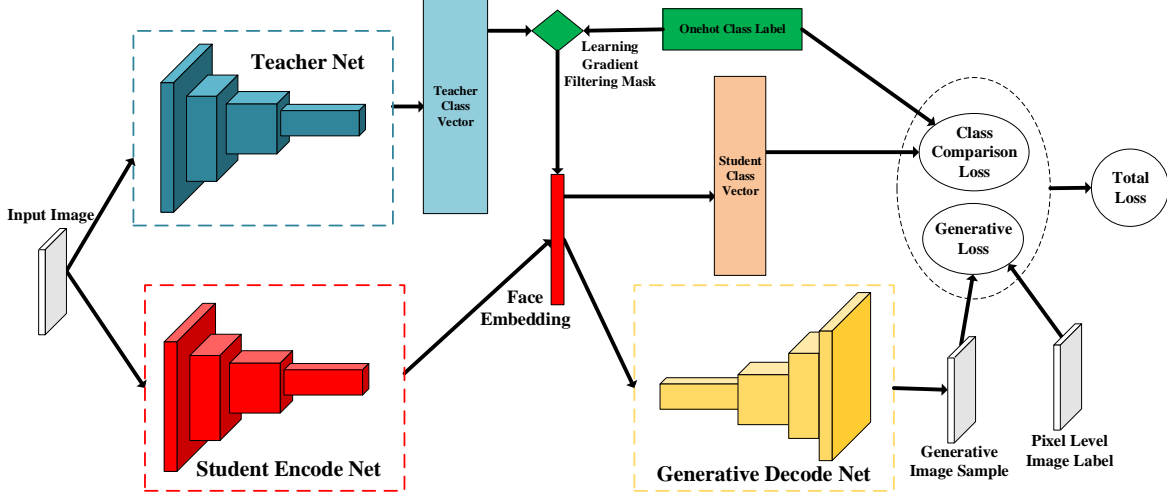 Teacher Net
Teacher
Class
Vector
Learning
Gradient
Filtering Mask
Onehot Class Label
Student
Class
Vector
Class
Comparison
Loss
Total
Loss
Generative
Loss
Input Image
Face
Embedding
Student Encode Net
Generative Decode Net
Generative
Image Sample
Pixel Level
Image Label